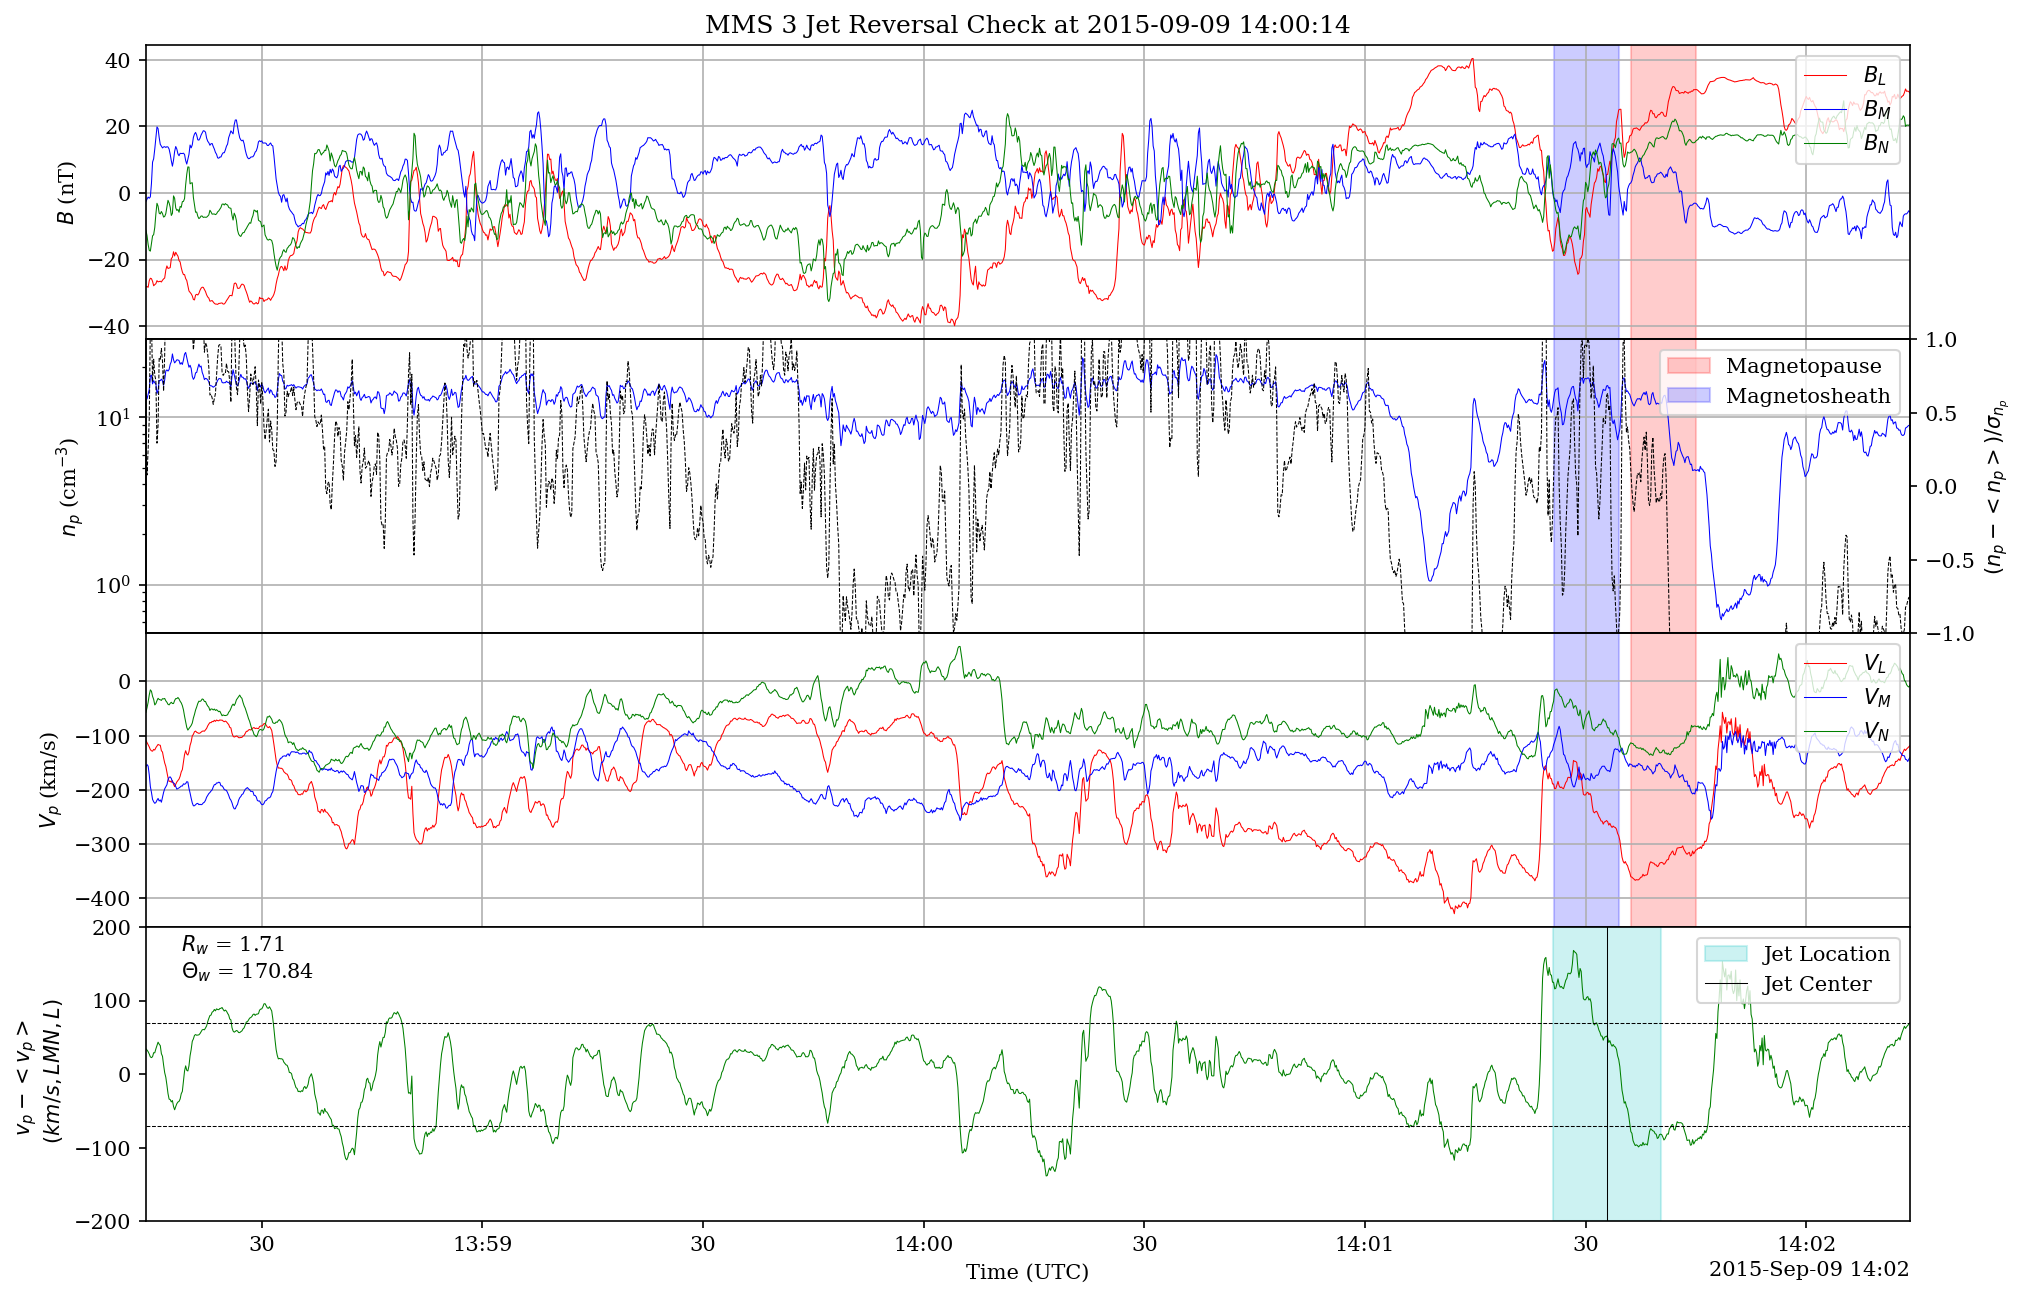 MMS 3 Jet Reversal Check at 2015-09-09 14:00:14
40
20
0
−20
−40
B (nT)
B_L
B_M
B_N
10^1
10^0
n_p (cm^−3)
1.0
0.5
0.0
−0.5
−1.0
(n_p − < n_p >)/σ_{n_p}
Magnetopause
Magnetosheath
0
−100
−200
−300
−400
V_p (km/s)
V_L
V_M
V_N
200
100
0
−100
−200
v_p − < v_p >
(km/s, LMN, L)
R_w = 1.71
Θ_w = 170.84
Jet Location
Jet Center
30
13:59
30
14:00
30
14:01
30
14:02
Time (UTC)
2015-Sep-09 14:02